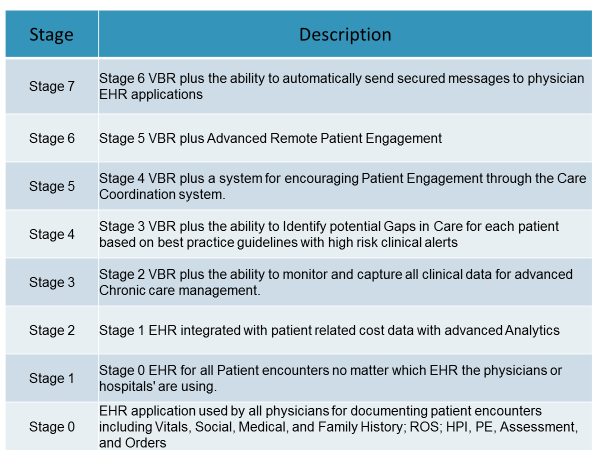 Stage Description
Stage 7
Stage 6 VBR plus the ability to automatically send secured messages to physician
EHR applications
Stage 6
Stage 5 VBR plus Advanced Remote Patient Engagement
Stage 5
Stage 4 VBR plus a system for encouraging Patient Engagement through the Care
Coordination system.
Stage 4
Stage 3 VBR plus the ability to Identify potential Gaps in Care for each patient
based on best practice guidelines with high risk clinical alerts
Stage 3
Stage 2 VBR plus the ability to monitor and capture all clinical data for advanced
Chronic care management.
Stage 2
Stage 1 EHR integrated with patient related cost data with advanced Analytics
Stage 1
Stage 0 EHR for all Patient encounters no matter which EHR the physicians or
hospitals' are using.
Stage 0
EHR application used by all physicians for documenting patient encounters
including Vitals, Social, Medical, and Family History; ROS; HPI, PE, Assessment,
and Orders